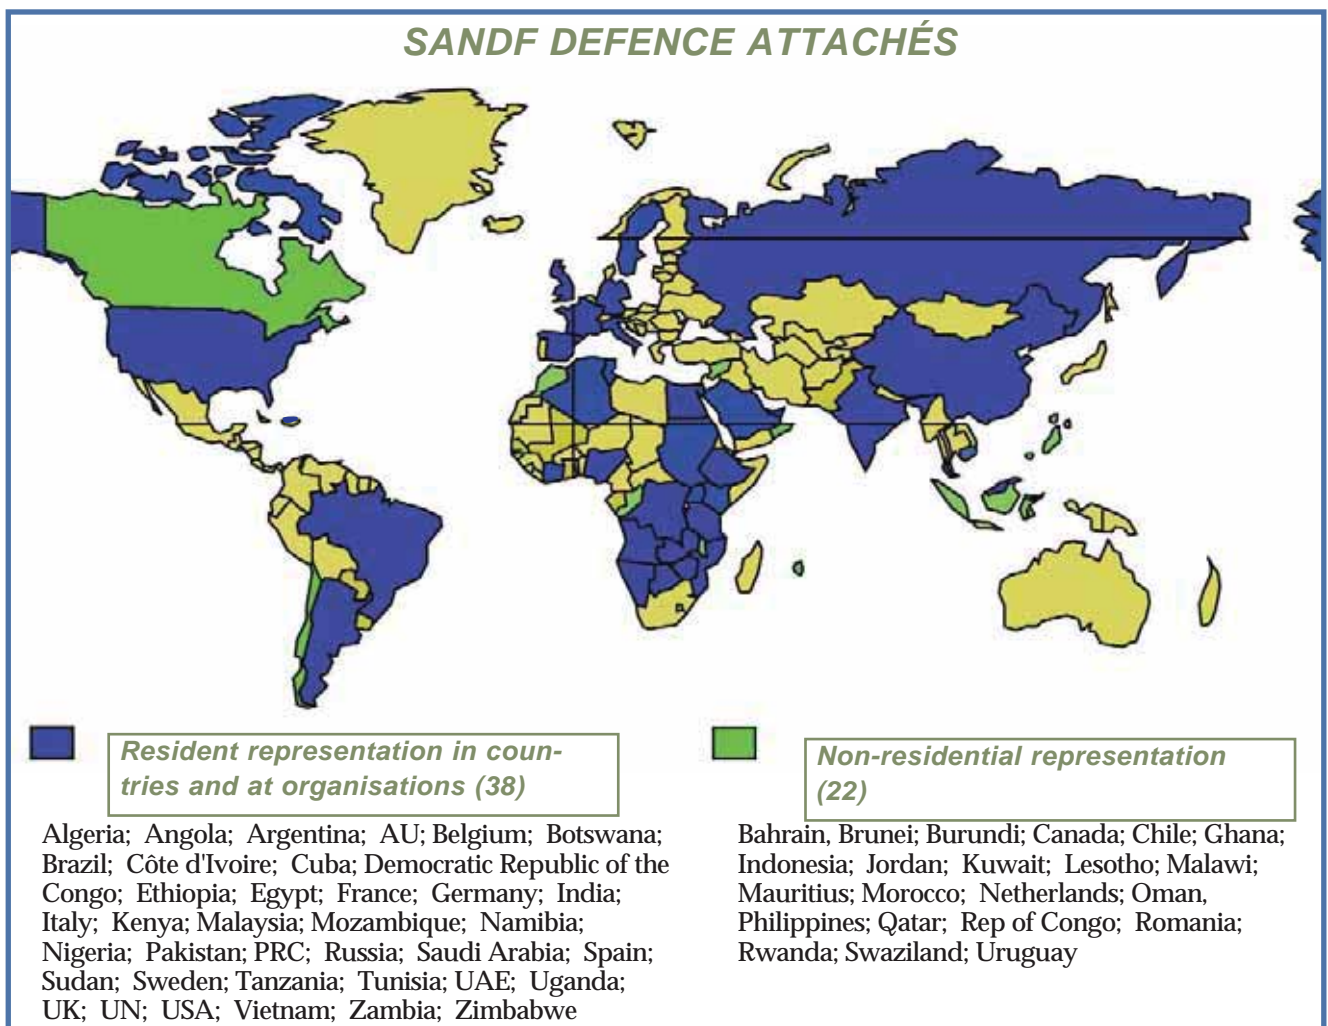 SANDF DEFENCE ATTACHÉS
Resident representation in coun-
tries and at organisations (38)
Algeria; Angola; Argentina; AU; Belgium; Botswana;
Brazil; Côte d'Ivoire; Cuba; Democratic Republic of the
Congo; Ethiopia; Egypt; France; Germany; India;
Italy; Kenya; Malaysia; Mozambique; Namibia;
Nigeria; Pakistan; PRC; Russia; Saudi Arabia; Spain;
Sudan; Sweden; Tanzania; Tunisia; UAE; Uganda;
UK; UN; USA; Vietnam; Zambia; Zimbabwe
Non-residential representation
(22)
Bahrain, Brunei; Burundi; Canada; Chile; Ghana;
Indonesia; Jordan; Kuwait; Lesotho; Malawi;
Mauritius; Morocco; Netherlands; Oman,
Philippines; Qatar; Rep of Congo; Romania;
Rwanda; Swaziland; Uruguay